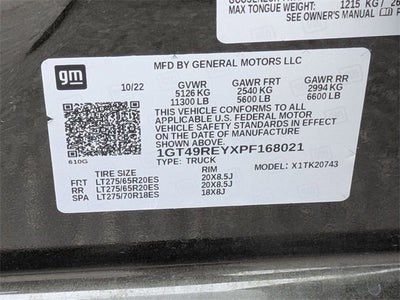 MAX TONGUE WEIGHT: 1215 KG / 26
SEE OWNER'S MANUAL
gm
MFD BY GENERAL MOTORS LLC
10/22 GVWR GAWR FRT GAWR RR
5126 KG 2540 KG 2994 KG
11300 LB 5600 LB 6600 LB
THIS VEHICLE CONFORMS TO ALL
APPLICABLE U.S. FEDERAL MOTOR
VEHICLE SAFETY STANDARDS IN
EFFECT ON THE DATE OF
MANUFACTURE SHOWN ABOVE.
610G
1GT49REYXPF168021
TYPE: TRUCK MODEL: X1TK20743
TIRE SIZE RIM
FRT LT275/65R20ES 20X8.5J
RR LT275/65R20ES 20X8.5J
SPA LT275/70R18ES 18X8J